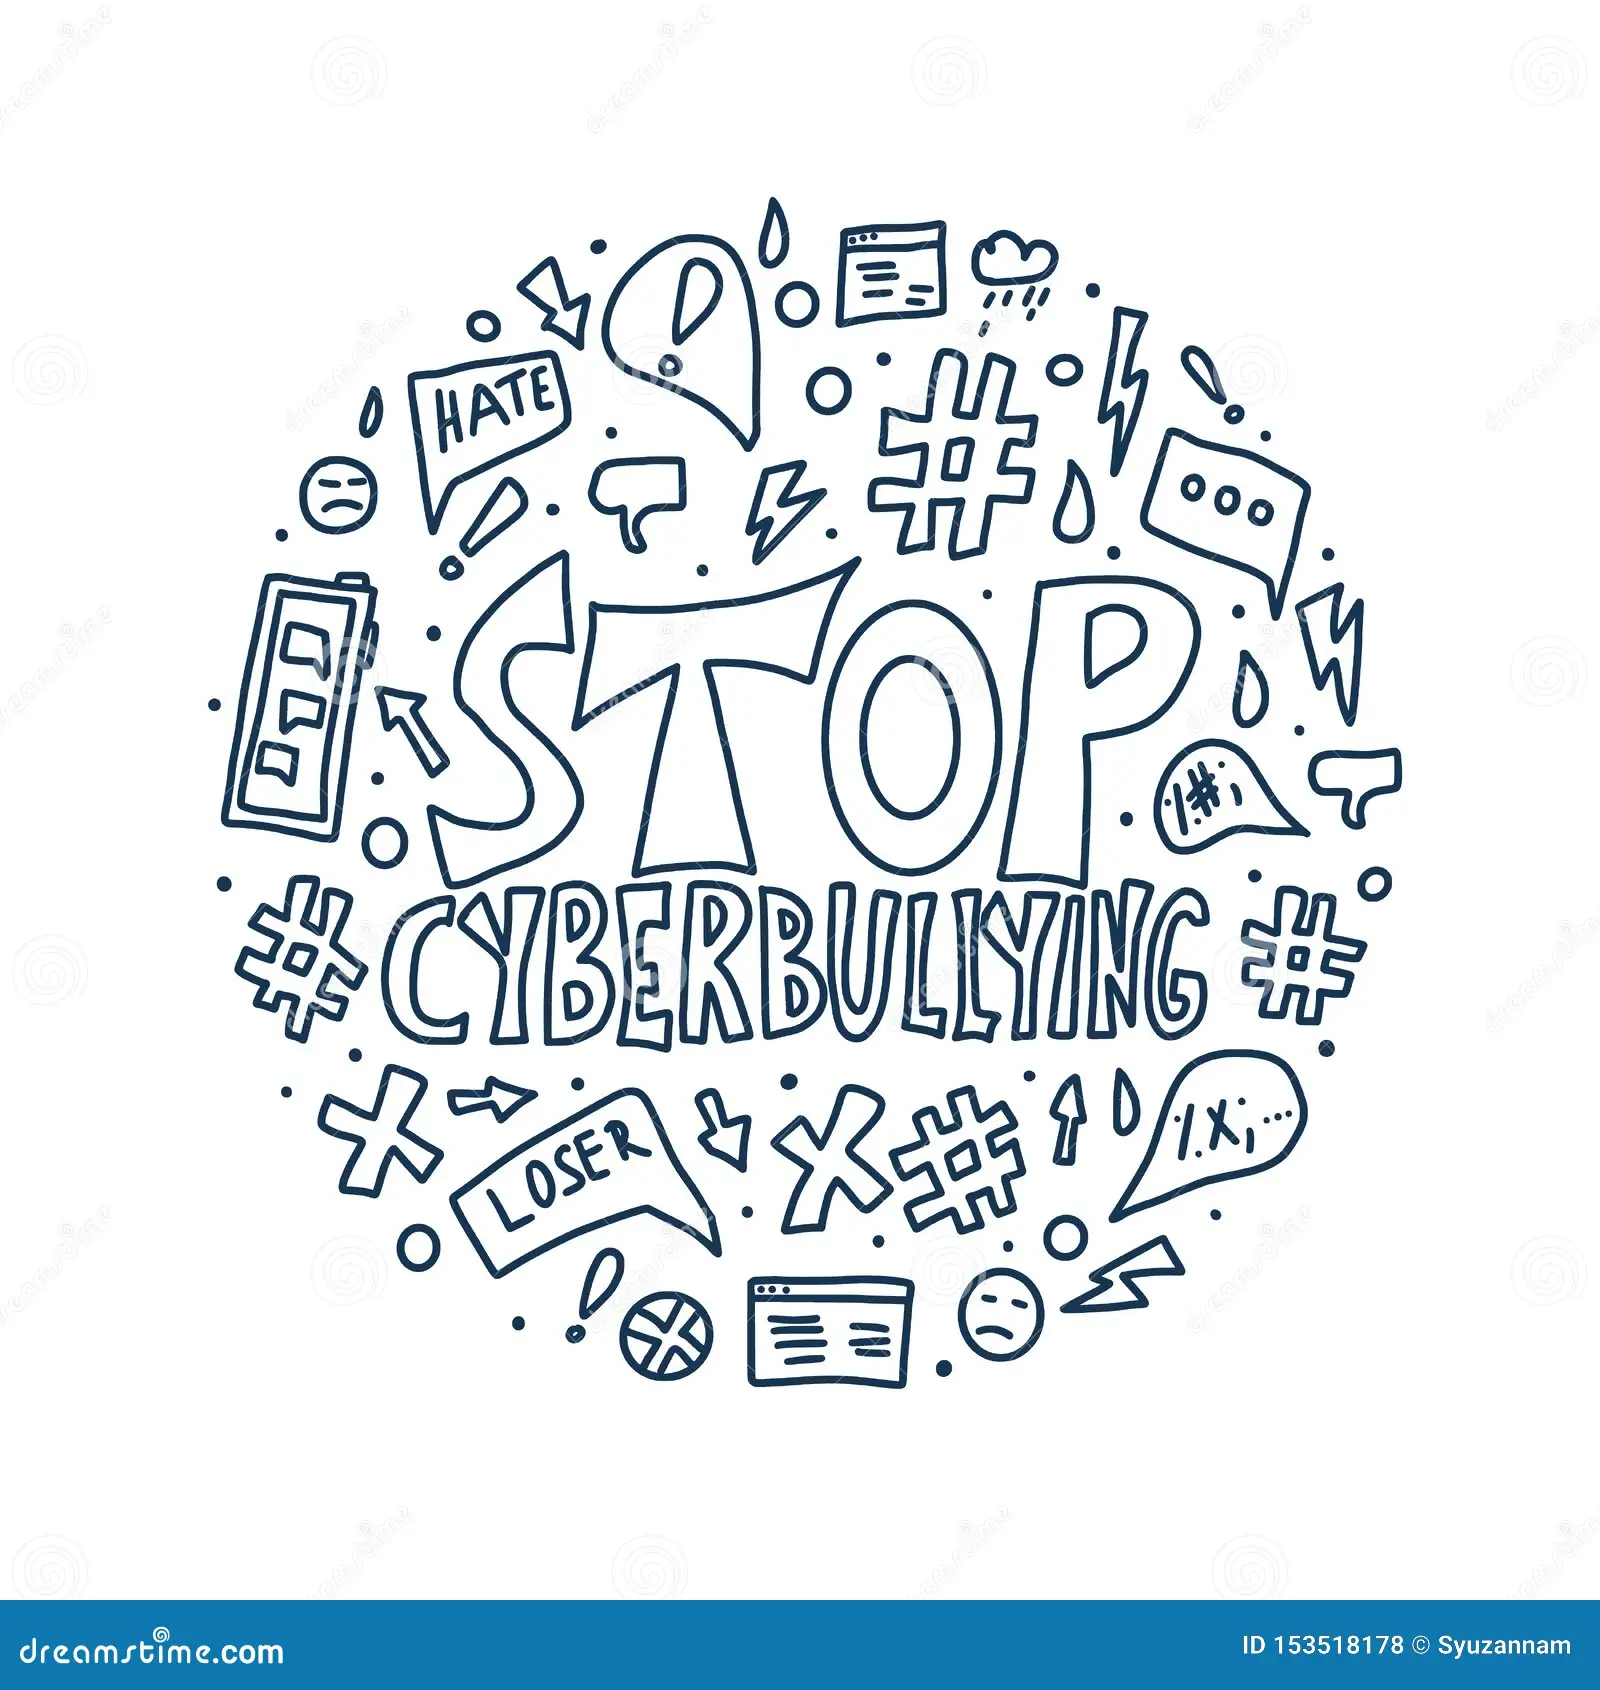 HATE
#
STOP
CYBERBULLYING
#
#
LOSER
#
dreamstime.com
ID 153518178 © Syuzannam